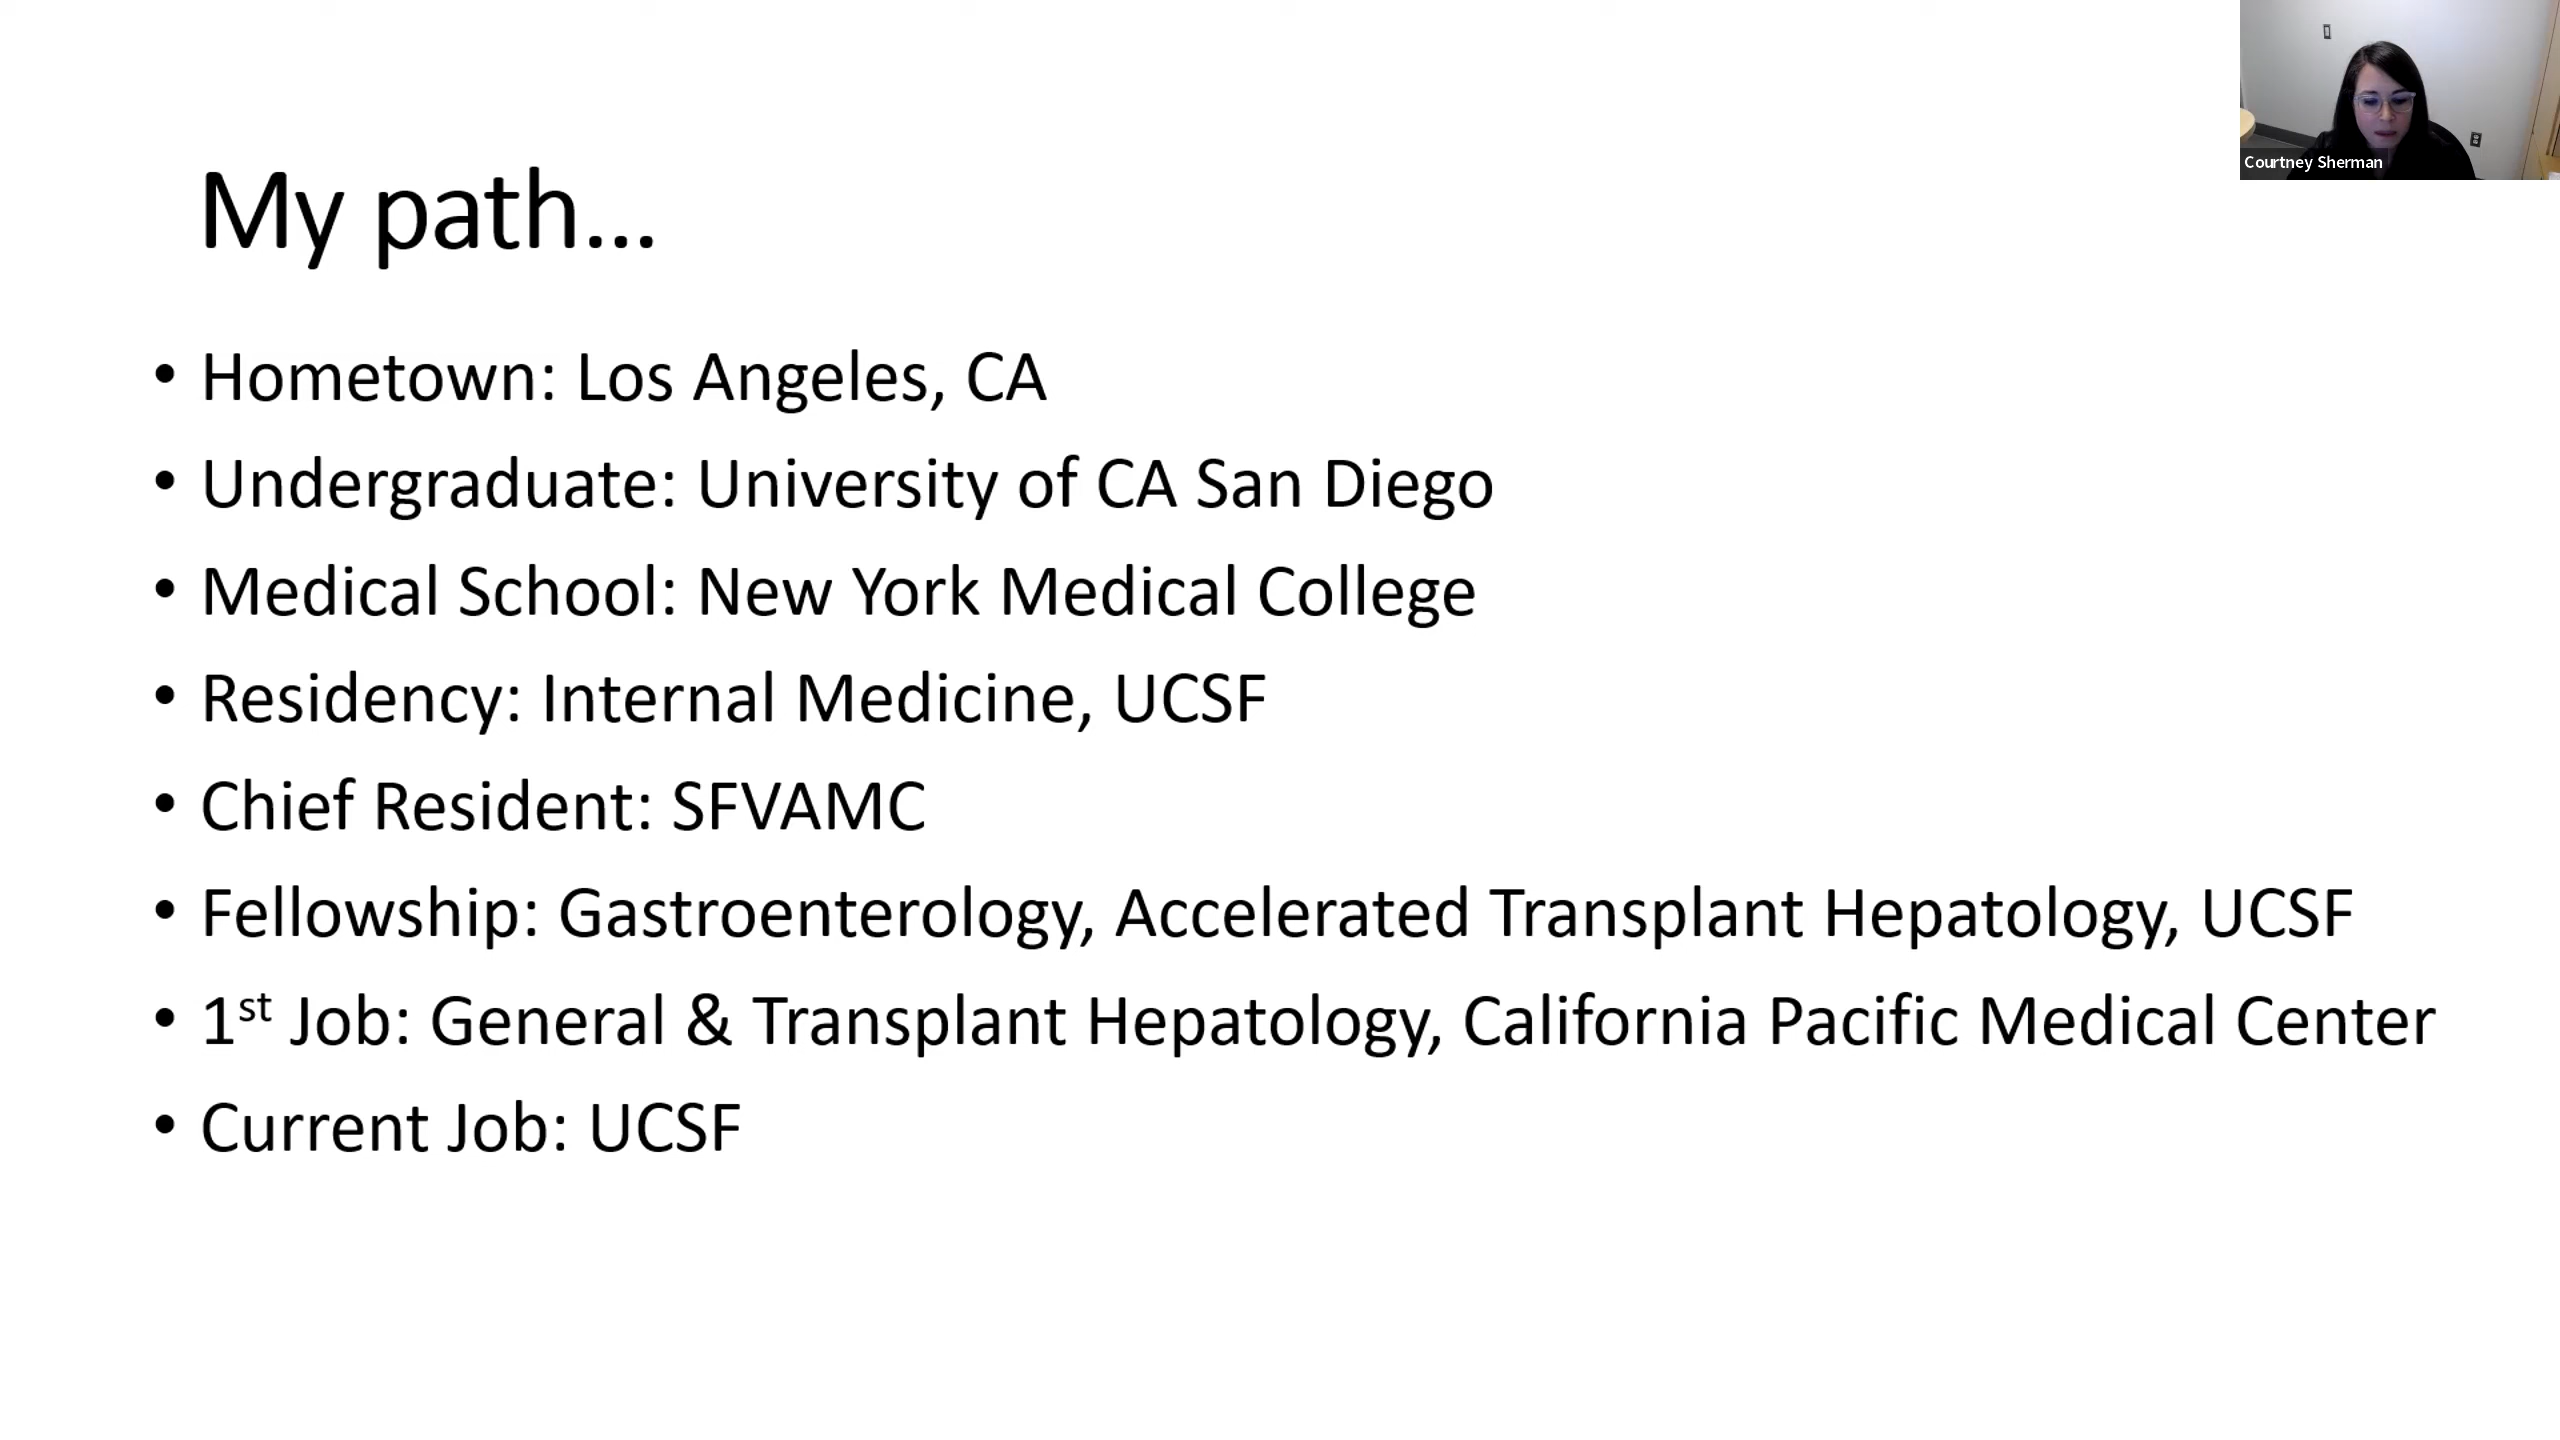 Courtney Sherman
My path...
• Hometown: Los Angeles, CA
• Undergraduate: University of CA San Diego
• Medical School: New York Medical College
• Residency: Internal Medicine, UCSF
• Chief Resident: SFVAMC
• Fellowship: Gastroenterology, Accelerated Transplant Hepatology, UCSF
• 1st Job: General & Transplant Hepatology, California Pacific Medical Center
• Current Job: UCSF